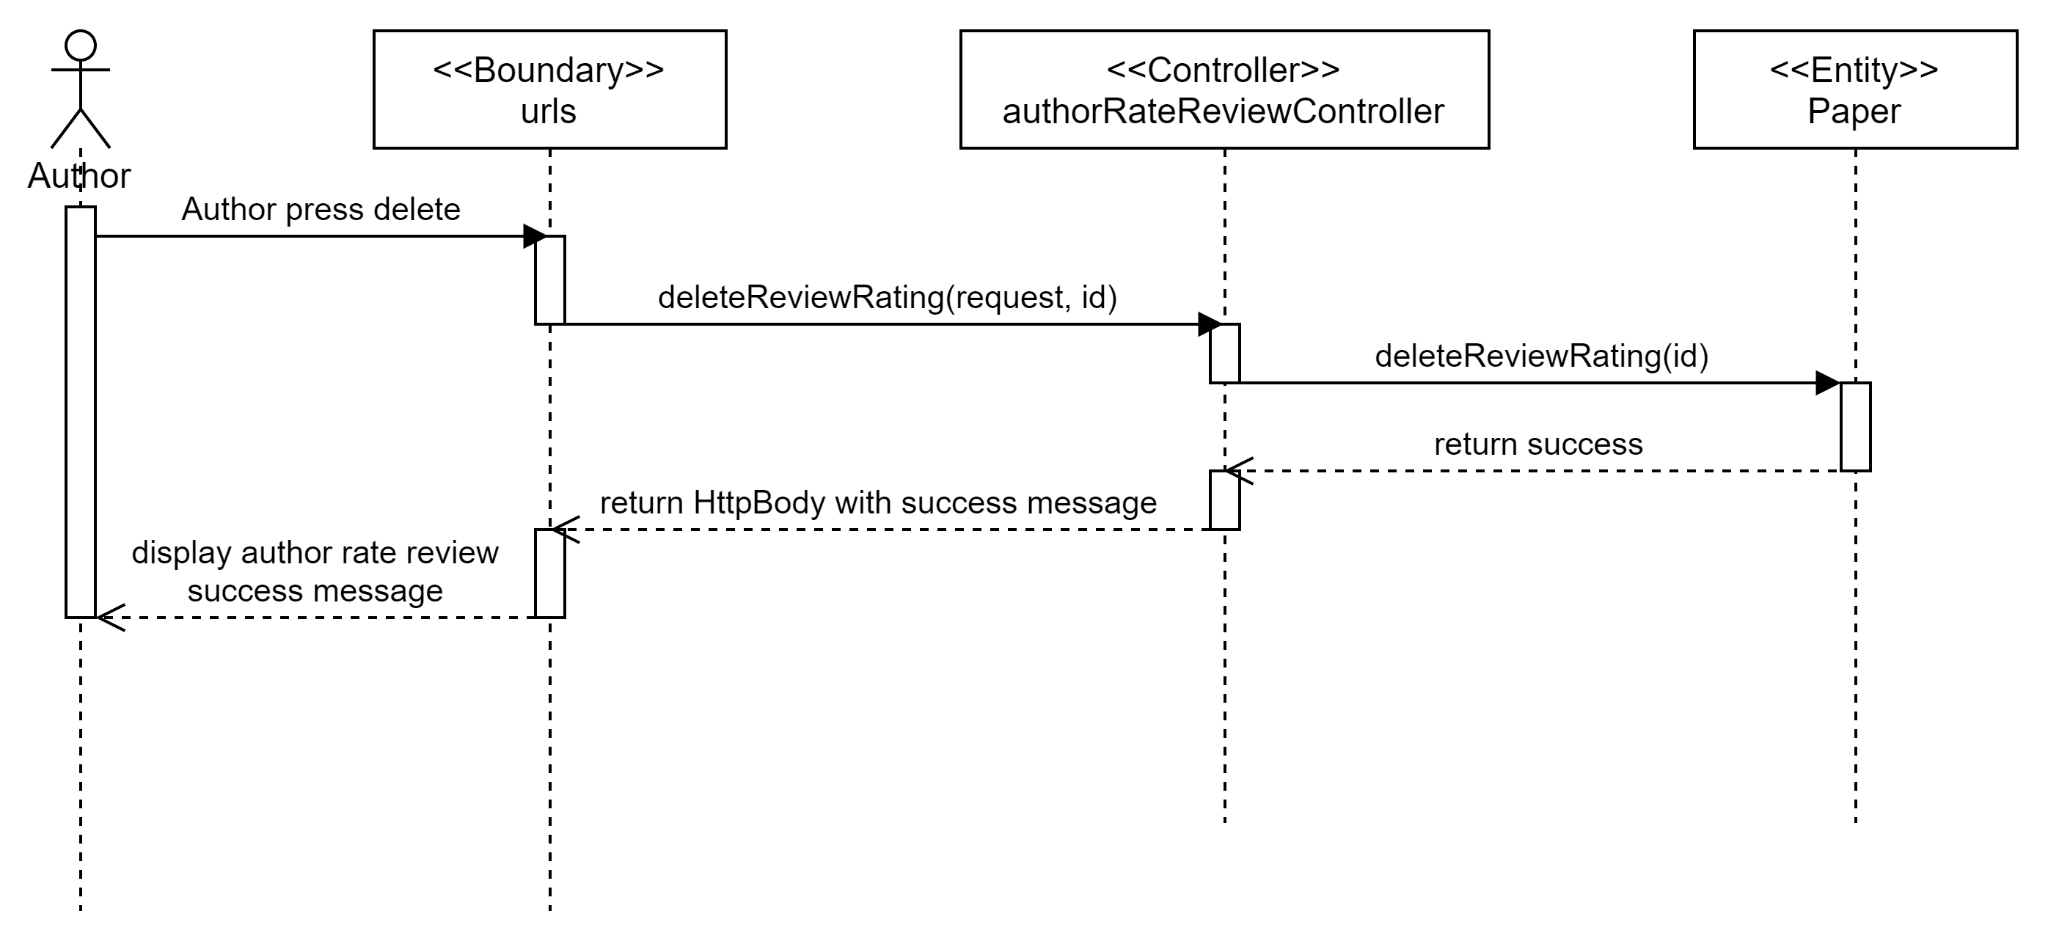 <<Boundary>>
urls
<<Controller>>
authorRateReviewController
<<Entity>>
Paper
Author
Author press delete
deleteReviewRating(request, id)
deleteReviewRating(id)
return success
return HttpBody with success message
display author rate review
success message